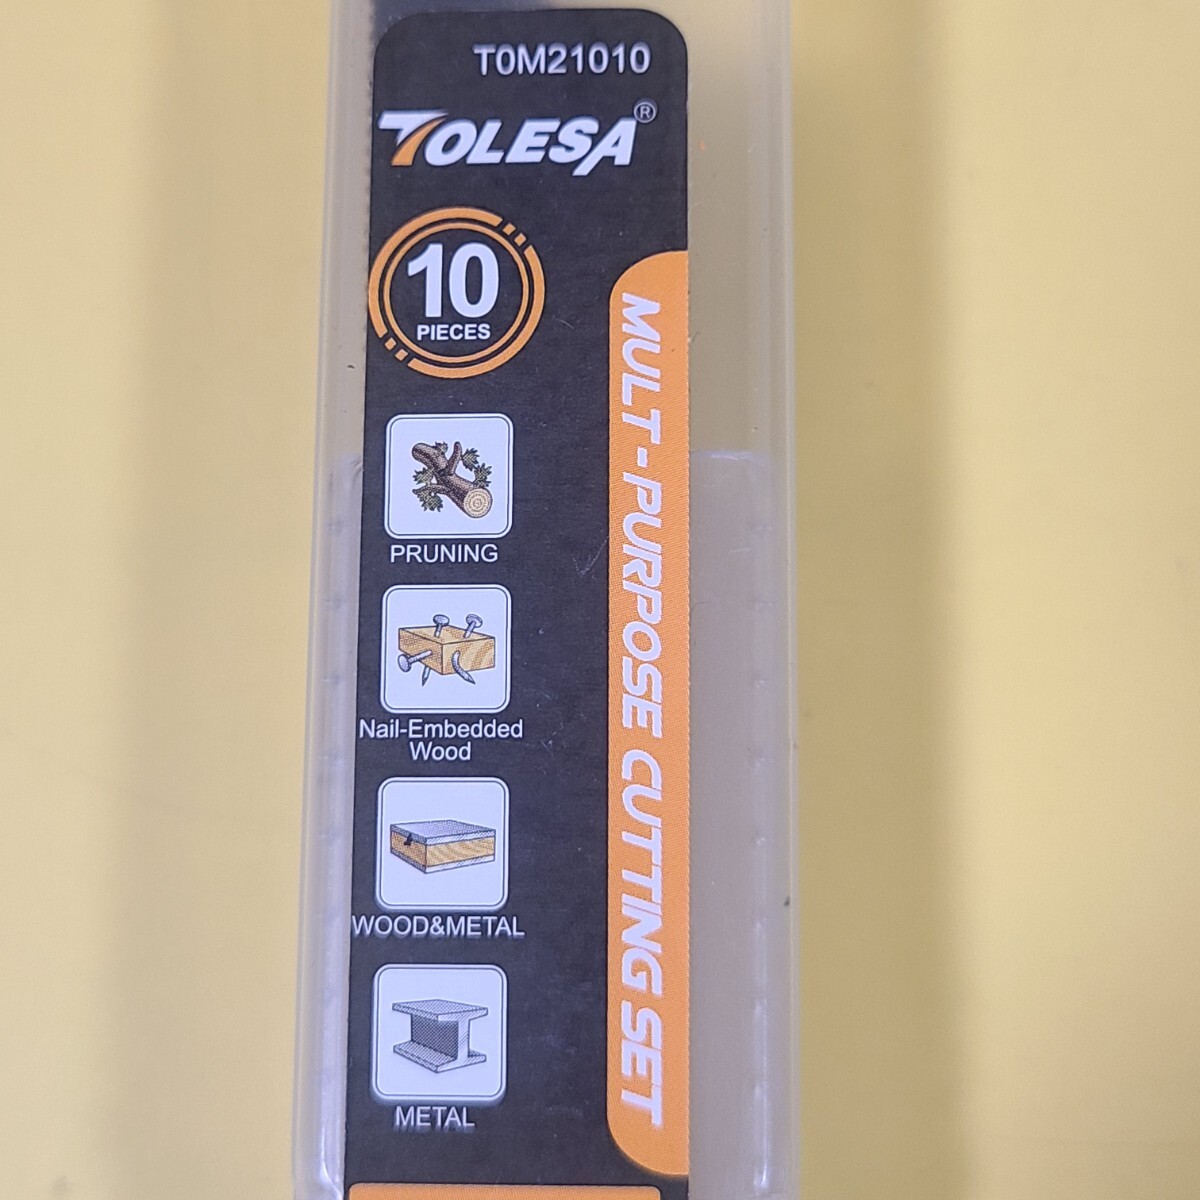 T0M21010
TOLESA®
10
PIECES
PRUNING
Nail-Embedded
Wood
WOOD&METAL
METAL
MULT-PURPOSE CUTTING SET